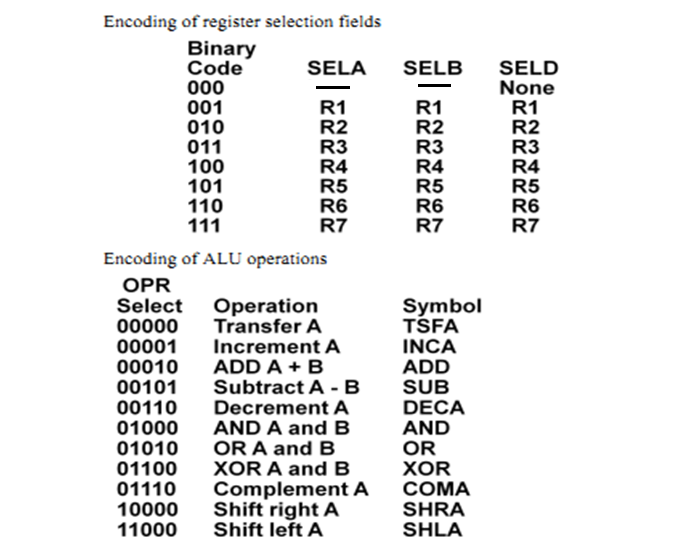 Encoding of register selection fields
Binary
Code SELA SELB SELD
000 None
001 R1 R1 R1
010 R2 R2 R2
011 R3 R3 R3
100 R4 R4 R4
101 R5 R5 R5
110 R6 R6 R6
111 R7 R7 R7
Encoding of ALU operations
OPR
Select Operation Symbol
00000 Transfer A TSFA
00001 Increment A INCA
00010 ADD A + B ADD
00101 Subtract A - B SUB
00110 Decrement A DECA
01000 AND A and B AND
01010 OR A and B OR
01100 XOR A and B XOR
01110 Complement A COMA
10000 Shift right A SHRA
11000 Shift left A SHLA